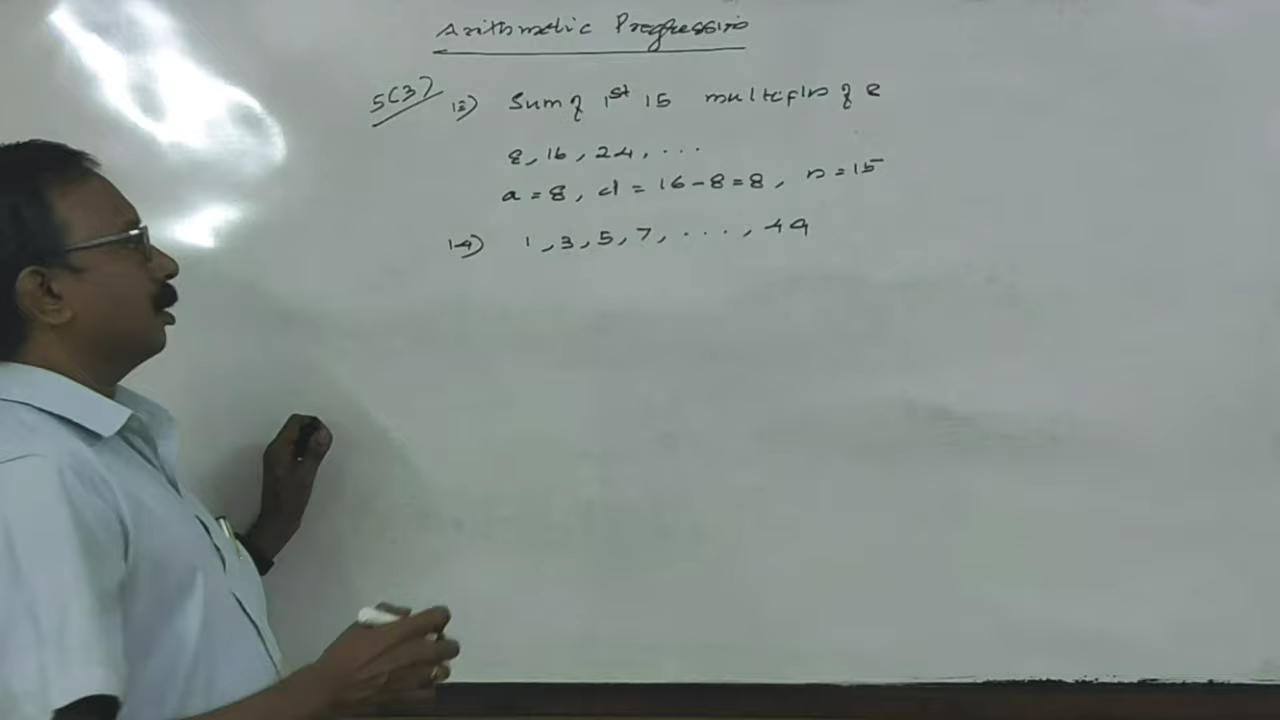 Arithmetic Progression
5(3) 13) Sum of 1st 15 multiples of 8
8, 16, 24, ...
a = 8, d = 16 - 8 = 8, n = 15
14) 1, 3, 5, 7, ...., 49